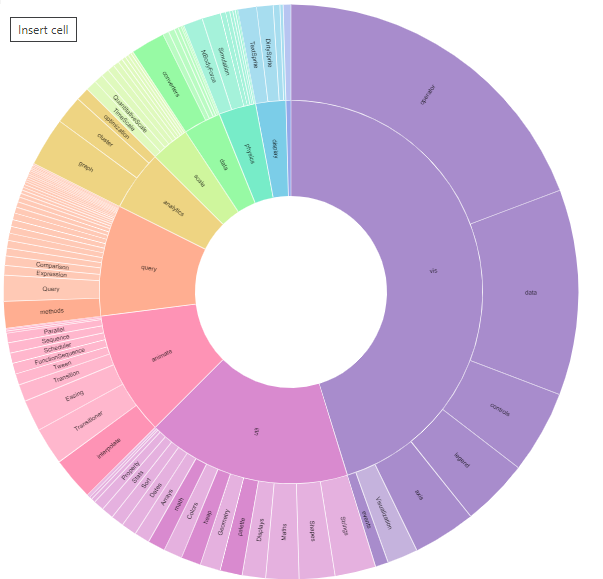 Insert cell
operator
data
controls
legend
axis
Visualization
events
Strings
Shapes
Maths
Displays
palette
Geometry
heap
Colors
math
Arrays
Dates
Sort
Stats
Property
interpolate
Transitioner
Easing
Transition
Tween
FunctionSequence
Scheduler
Sequence
Parallel
methods
Query
Expression
Comparison
graph
cluster
optimization
TimeScale
QuantitativeScale
converters
NBodyForce
Simulation
TextSprite
DirtySprite
vis
util
animate
query
analytics
scale
data
physics
display